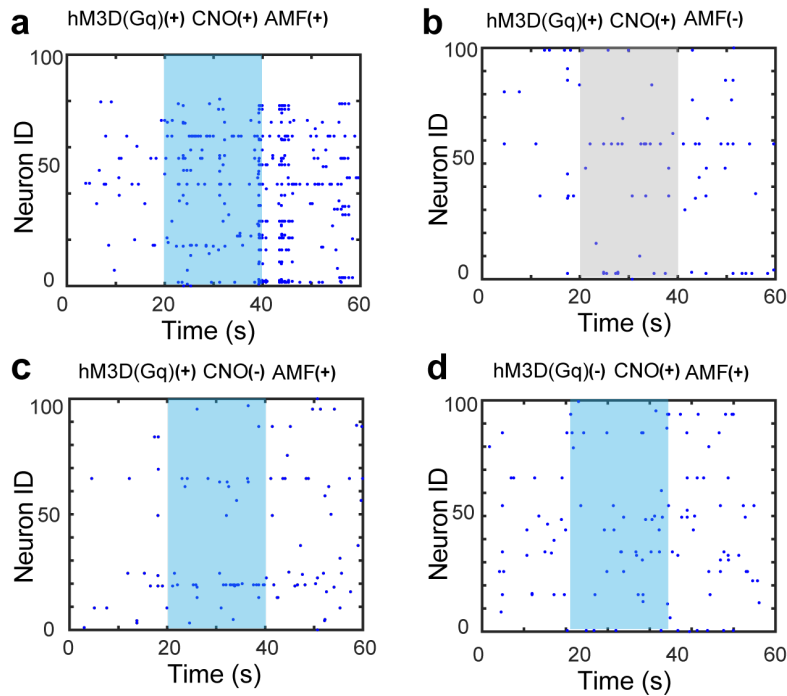 a
hM3D(Gq)(+) CNO(+) AMF(+)
100
50
0
Neuron ID
0 20 40 60
Time (s)
b
hM3D(Gq)(+) CNO(+) AMF(-)
100
50
0
Neuron ID
0 20 40 60
Time (s)
c
hM3D(Gq)(+) CNO(-) AMF(+)
100
50
0
Neuron ID
0 20 40 60
Time (s)
d
hM3D(Gq)(-) CNO(+) AMF(+)
100
50
0
Neuron ID
0 20 40 60
Time (s)